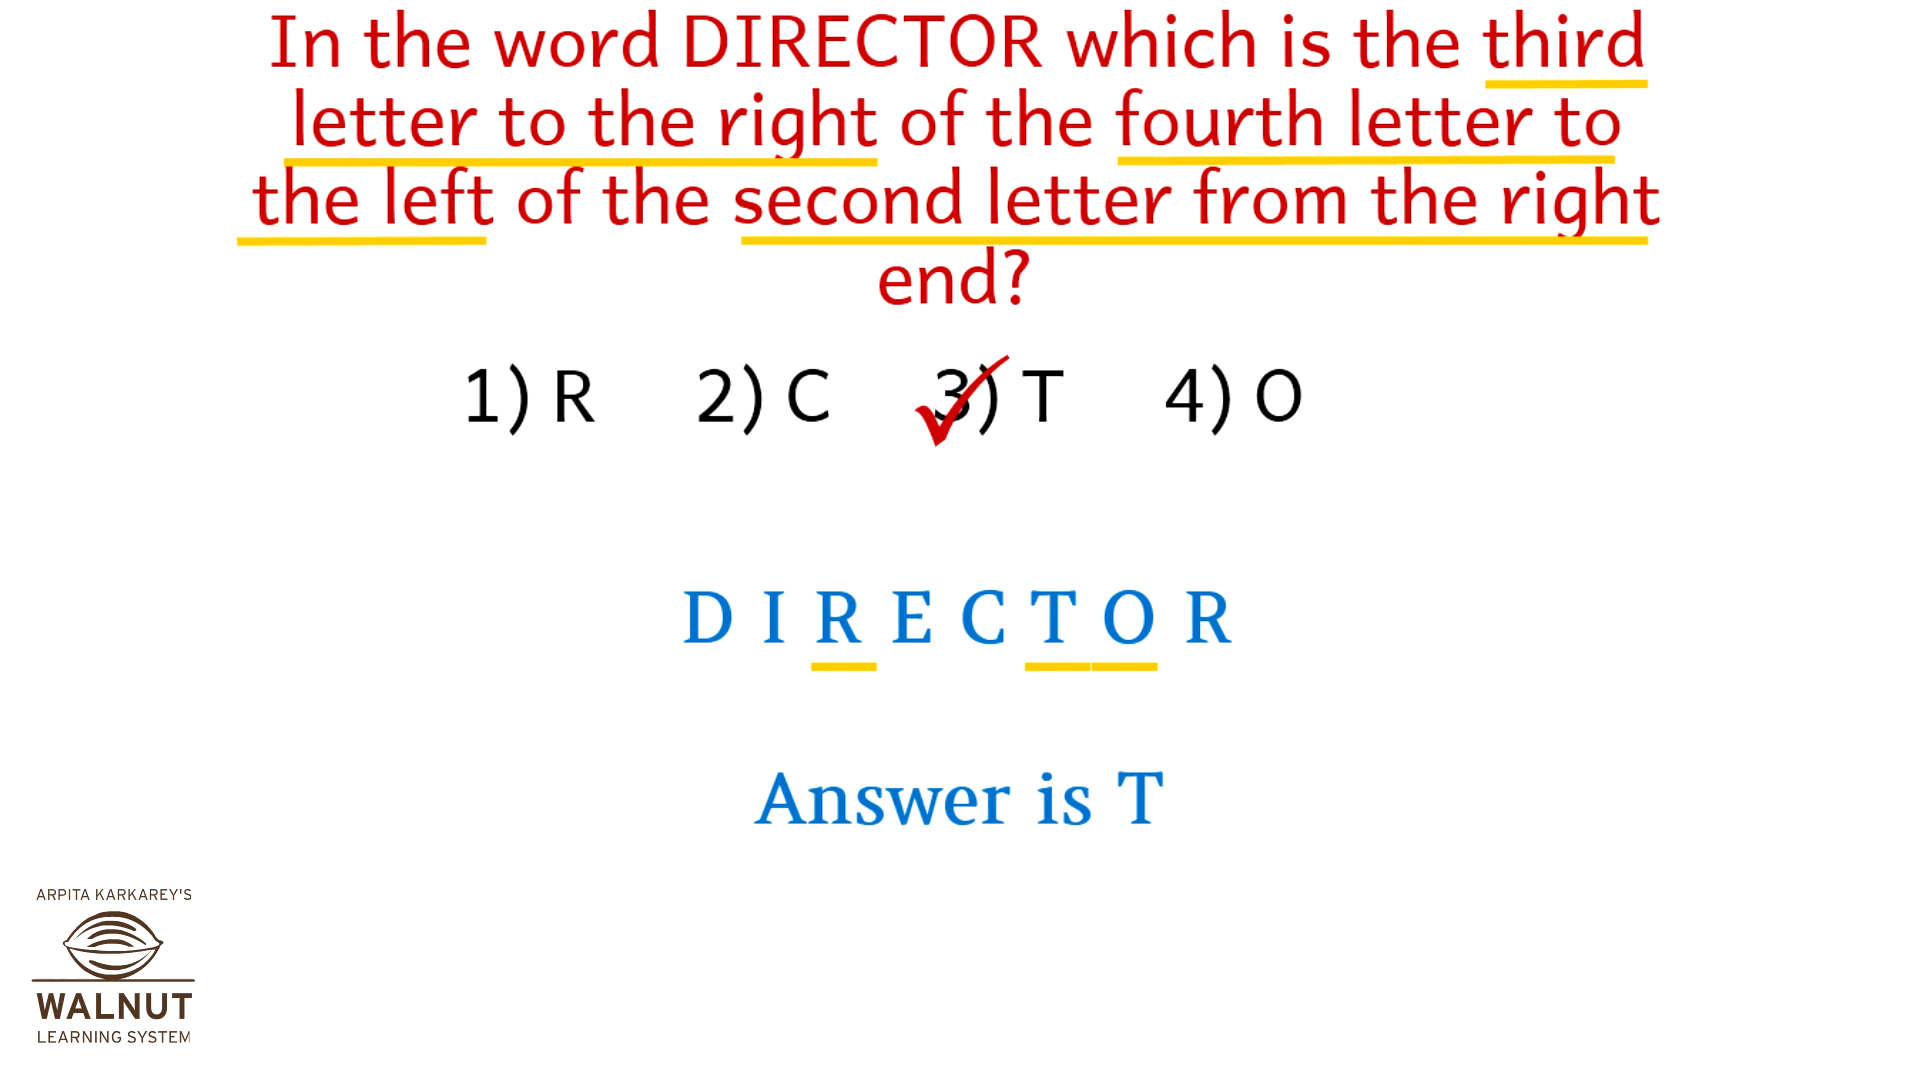 In the word DIRECTOR which is the third
letter to the right of the fourth letter to
the left of the second letter from the right
end?
1) R 2) C 3) T 4) O
D I R E C T O R
Answer is T
ARPITA KARKAREY'S
WALNUT
LEARNING SYSTEM